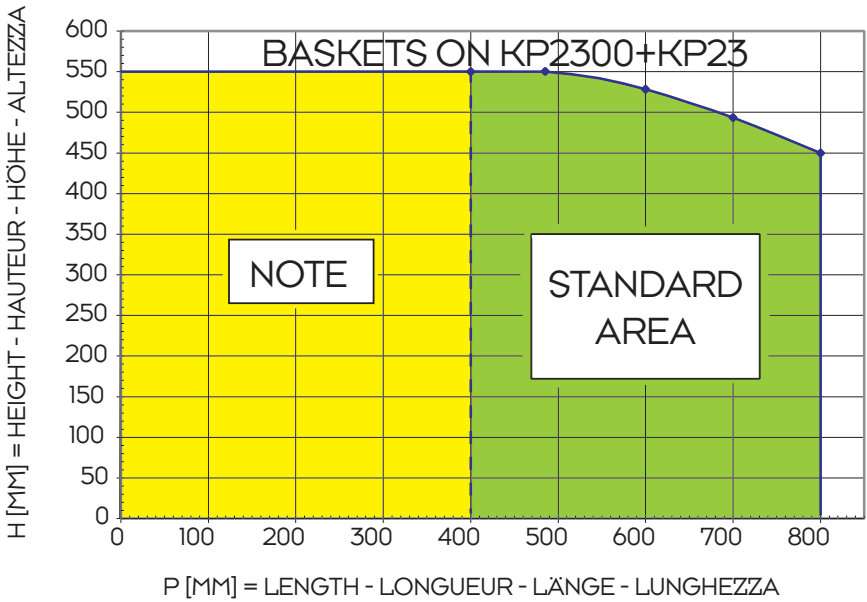 BASKETS ON KP2300+KP23
H [MM] = HEIGHT - HAUTEUR - HÖHE - ALTEZZA
600
550
500
450
400
350
300
250
200
150
100
50
0
NOTE
STANDARD
AREA
0 100 200 300 400 500 600 700 800
P [MM] = LENGTH - LONGUEUR - LÄNGE - LUNGHEZZA